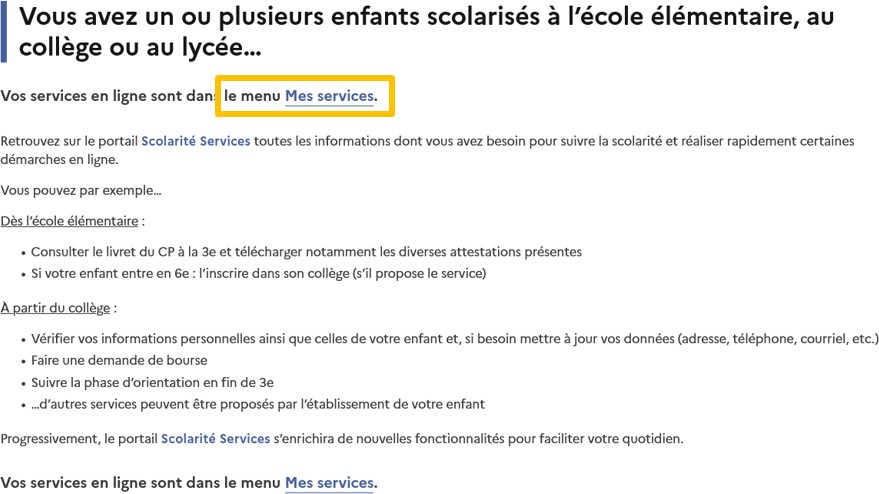 Vous avez un ou plusieurs enfants scolarisés à l'école élémentaire, au
collège ou au lycée…
Vos services en ligne sont dans le menu Mes services.
Retrouvez sur le portail Scolarité Services toutes les informations dont vous avez besoin pour suivre la scolarité et réaliser rapidement certaines
démarches en ligne.
Vous pouvez par exemple…
Dès l'école élémentaire :
• Consulter le livret du CP à la 3e et télécharger notamment les diverses attestations présentes
• Si votre enfant entre en 6e : l'inscrire dans son collège (s'il propose le service)
À partir du collège :
• Vérifier vos informations personnelles ainsi que celles de votre enfant et, si besoin mettre à jour vos données (adresse, téléphone, courriel, etc.)
• Faire une demande de bourse
• Suivre la phase d'orientation en fin de 3e
• …d'autres services peuvent être proposés par l'établissement de votre enfant
Progressivement, le portail Scolarité Services s'enrichira de nouvelles fonctionnalités pour faciliter votre quotidien.
Vos services en ligne sont dans le menu Mes services.